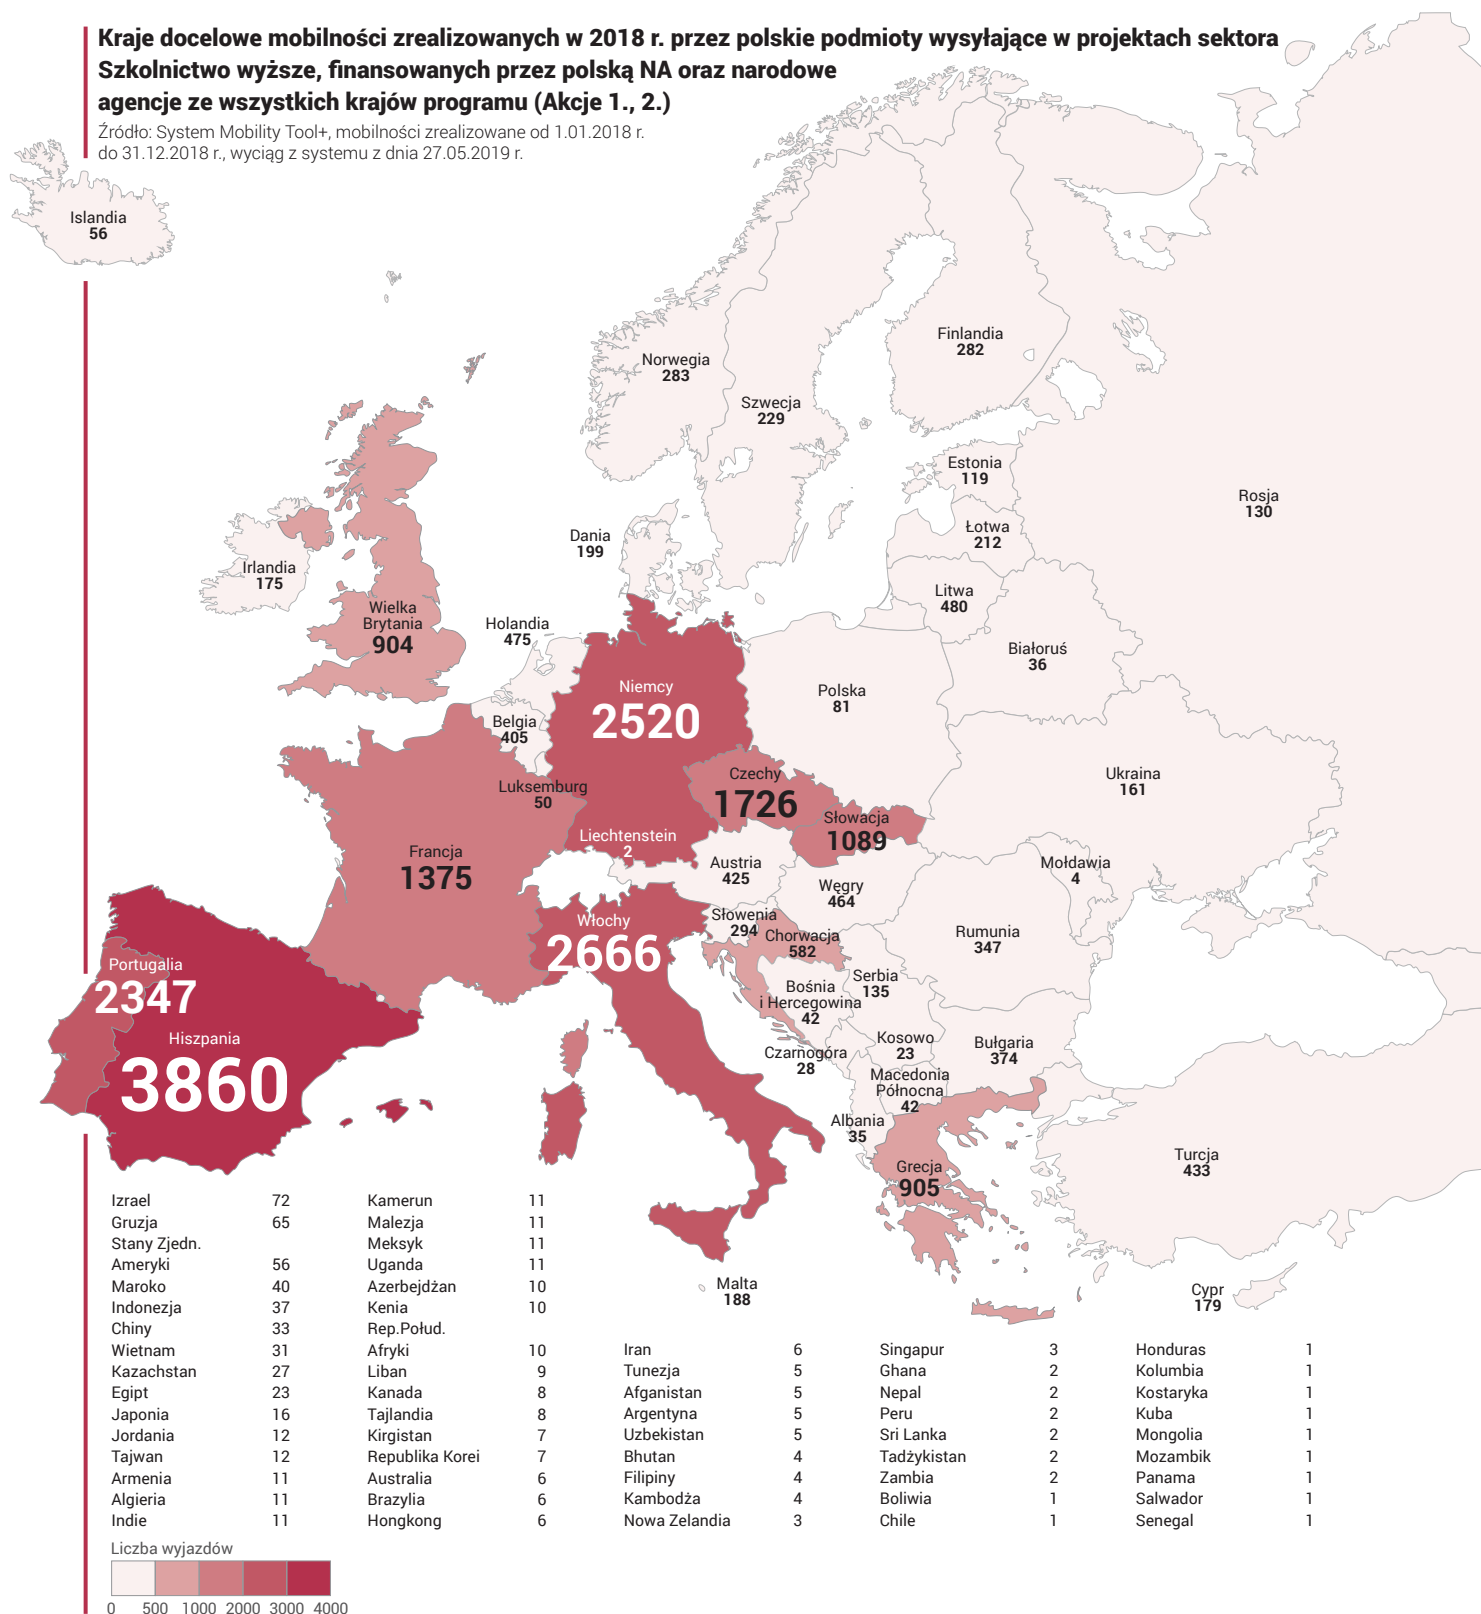 Kraje docelowe mobilności zrealizowanych w 2018 r. przez polskie podmioty wysyłające w projektach sektora
Szkolnictwo wyższe, finansowanych przez polską NA oraz narodowe
agencje ze wszystkich krajów programu (Akcje 1., 2.)
Źródło: System Mobility Tool+, mobilności zrealizowane od 1.01.2018 r.
do 31.12.2018 r., wyciąg z systemu z dnia 27.05.2019 r.
Islandia
56
Finlandia
282
Norwegia
283
Szwecja
229
Estonia
119
Rosja
130
Łotwa
212
Dania
199
Irlandia
175
Litwa
480
Wielka
Brytania
904
Holandia
475
Białoruś
36
Niemcy
2520
Polska
81
Belgia
405
Czechy
1726
Ukraina
161
Luksemburg
50
Słowacja
1089
Liechtenstein
2
Francja
1375
Austria
425
Mołdawia
4
Węgry
464
Włochy
2666
Słowenia
294
Chorwacja
582
Rumunia
347
Portugalia
2347
Serbia
135
Bośnia
i Hercegowina
42
Hiszpania
3860
Kosowo
23
Bułgaria
374
Czarnogóra
28
Macedonia
Północna
42
Albania
35
Turcja
433
Grecja
905
Malta
188
Cypr
179
Izrael 72
Gruzja 65
Stany Zjedn.
Ameryki 56
Maroko 40
Indonezja 37
Chiny 33
Wietnam 31
Kazachstan 27
Egipt 23
Japonia 16
Jordania 12
Tajwan 12
Armenia 11
Algieria 11
Indie 11
Kamerun 11
Malezja 11
Meksyk 11
Uganda 11
Azerbejdżan 10
Kenia 10
Rep.Połud.
Afryki 10
Liban 9
Kanada 8
Tajlandia 8
Kirgistan 7
Republika Korei 7
Australia 6
Brazylia 6
Hongkong 6
Iran 6
Tunezja 5
Afganistan 5
Argentyna 5
Uzbekistan 5
Bhutan 4
Filipiny 4
Kambodża 4
Nowa Zelandia 3
Singapur 3
Ghana 2
Nepal 2
Peru 2
Sri Lanka 2
Tadżykistan 2
Zambia 2
Boliwia 1
Chile 1
Honduras 1
Kolumbia 1
Kostaryka 1
Kuba 1
Mongolia 1
Mozambik 1
Panama 1
Salwador 1
Senegal 1
Liczba wyjazdów
0 500 1000 2000 3000 4000